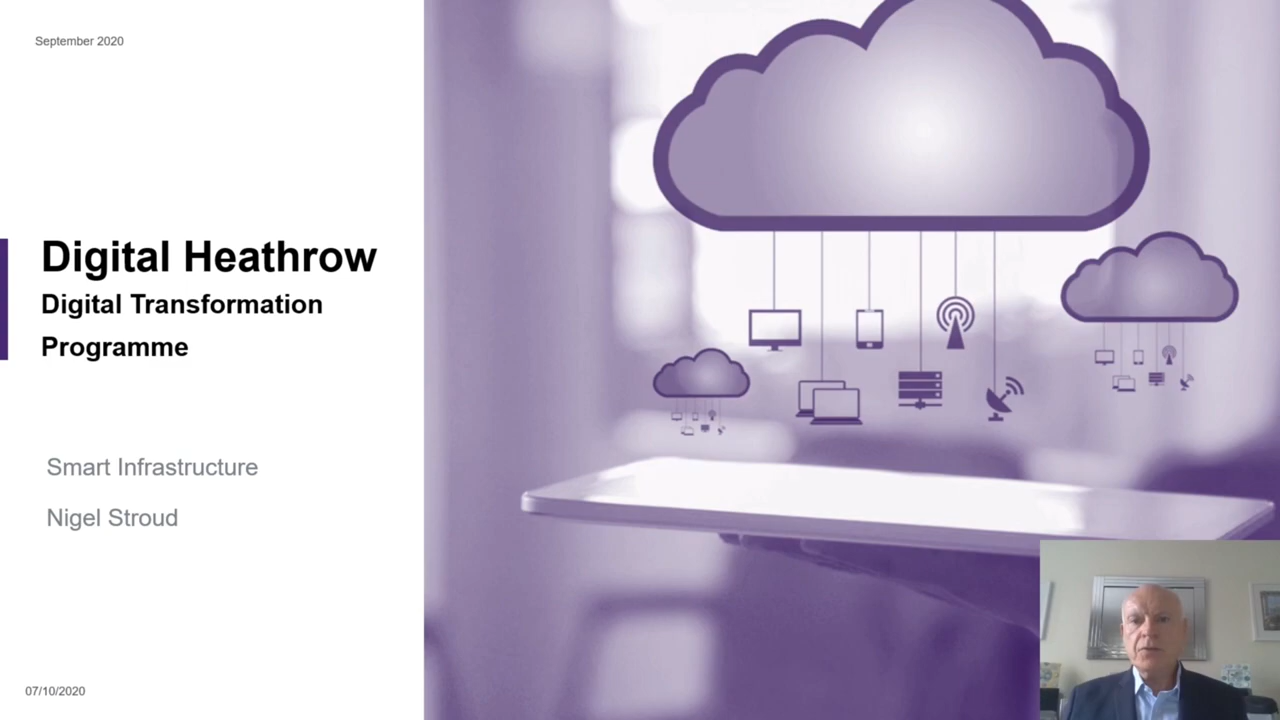 September 2020
Digital Heathrow
Digital Transformation
Programme
Smart Infrastructure
Nigel Stroud
07/10/2020